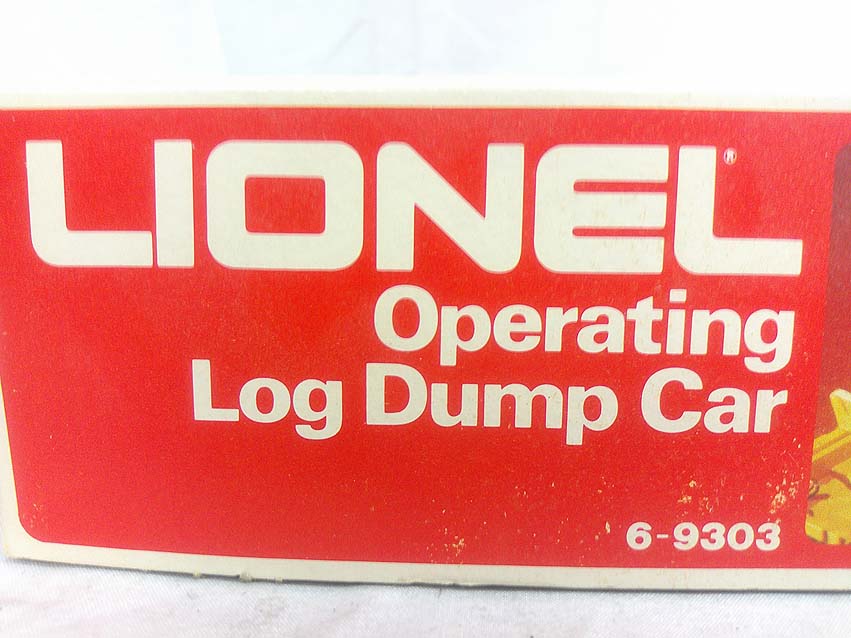 LIONEL®
Operating
Log Dump Car
6-9303